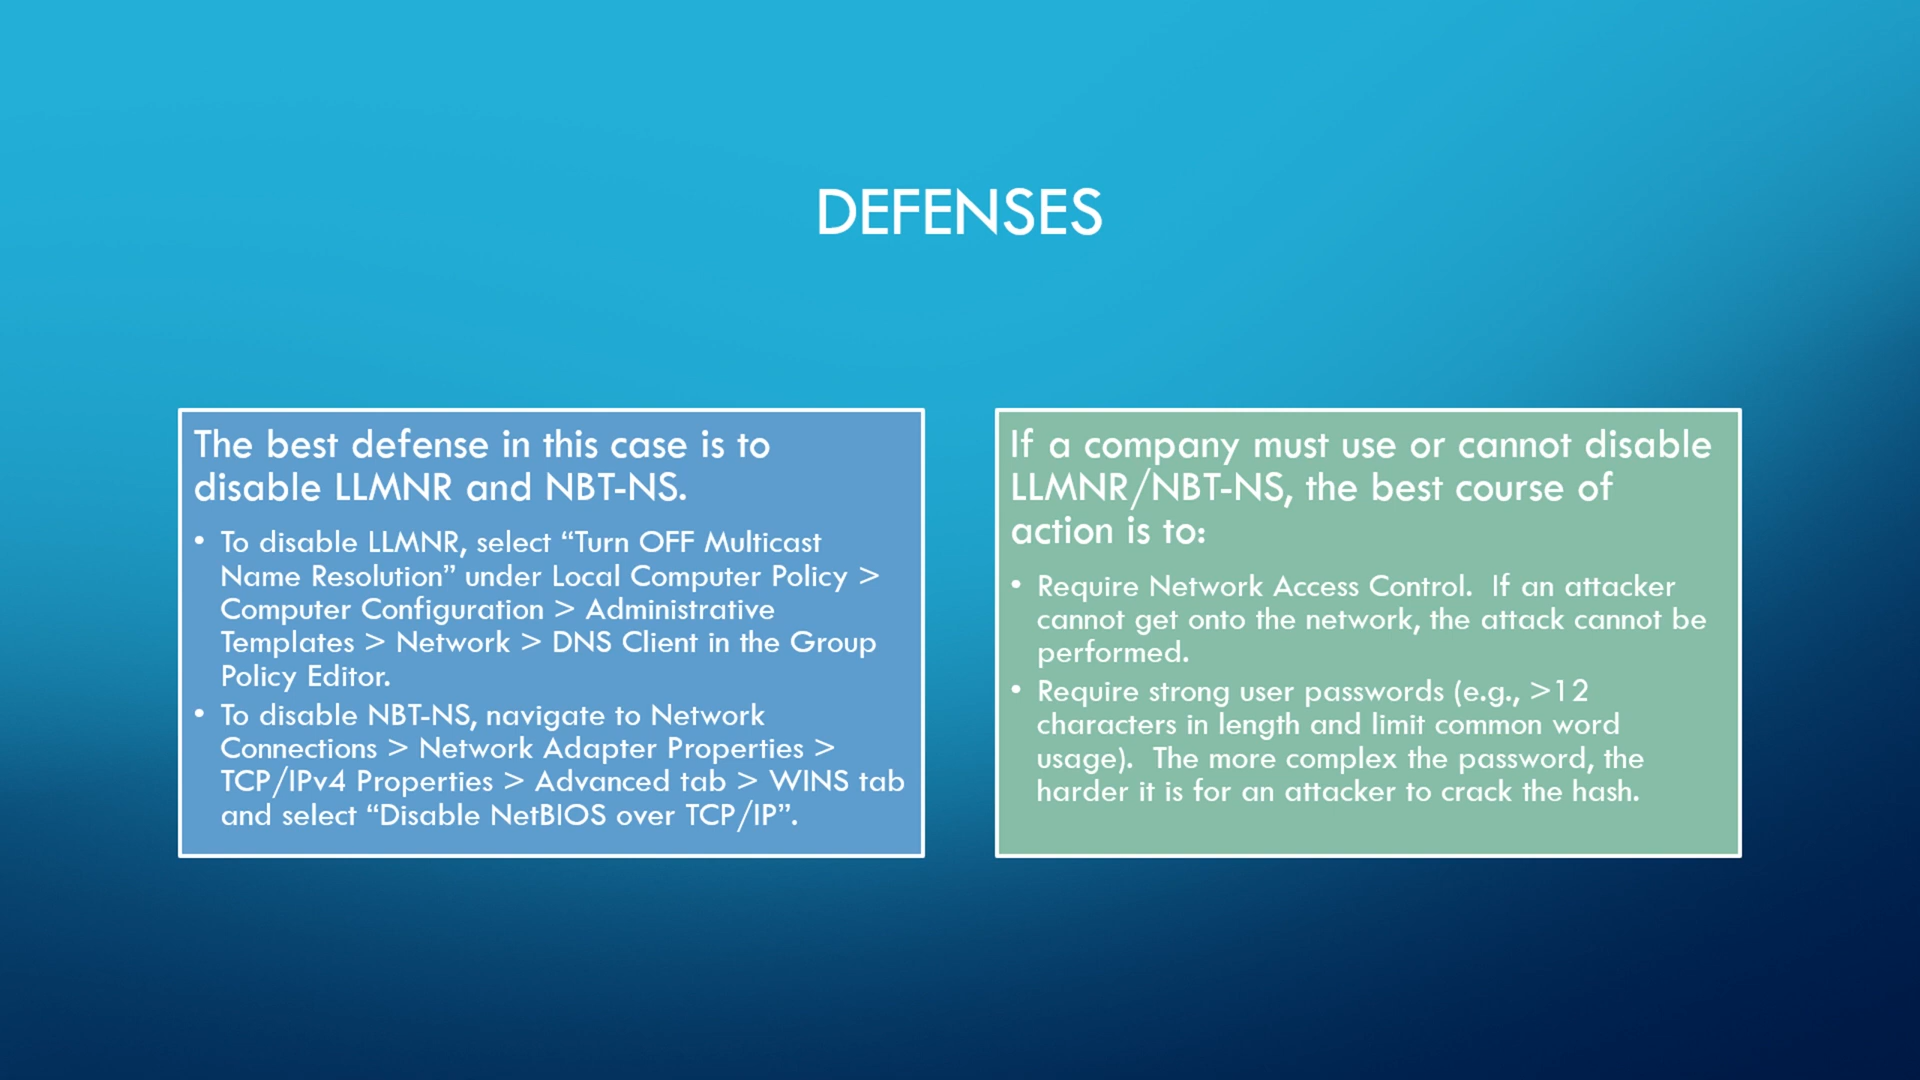 DEFENSES
The best defense in this case is to
disable LLMNR and NBT-NS.
• To disable LLMNR, select “Turn OFF Multicast
Name Resolution” under Local Computer Policy >
Computer Configuration > Administrative
Templates > Network > DNS Client in the Group
Policy Editor.
• To disable NBT-NS, navigate to Network
Connections > Network Adapter Properties >
TCP/IPv4 Properties > Advanced tab > WINS tab
and select “Disable NetBIOS over TCP/IP”.
If a company must use or cannot disable
LLMNR/NBT-NS, the best course of
action is to:
• Require Network Access Control.  If an attacker
cannot get onto the network, the attack cannot be
performed.
• Require strong user passwords (e.g., >12
characters in length and limit common word
usage).  The more complex the password, the
harder it is for an attacker to crack the hash.